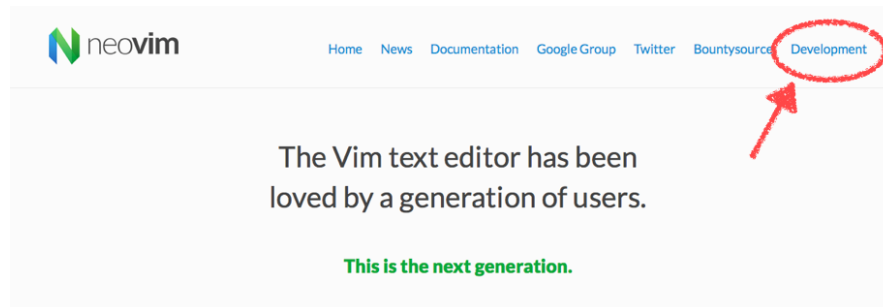 neovim
Home News Documentation Google Group Twitter Bountysource Development
The Vim text editor has been
loved by a generation of users.
This is the next generation.